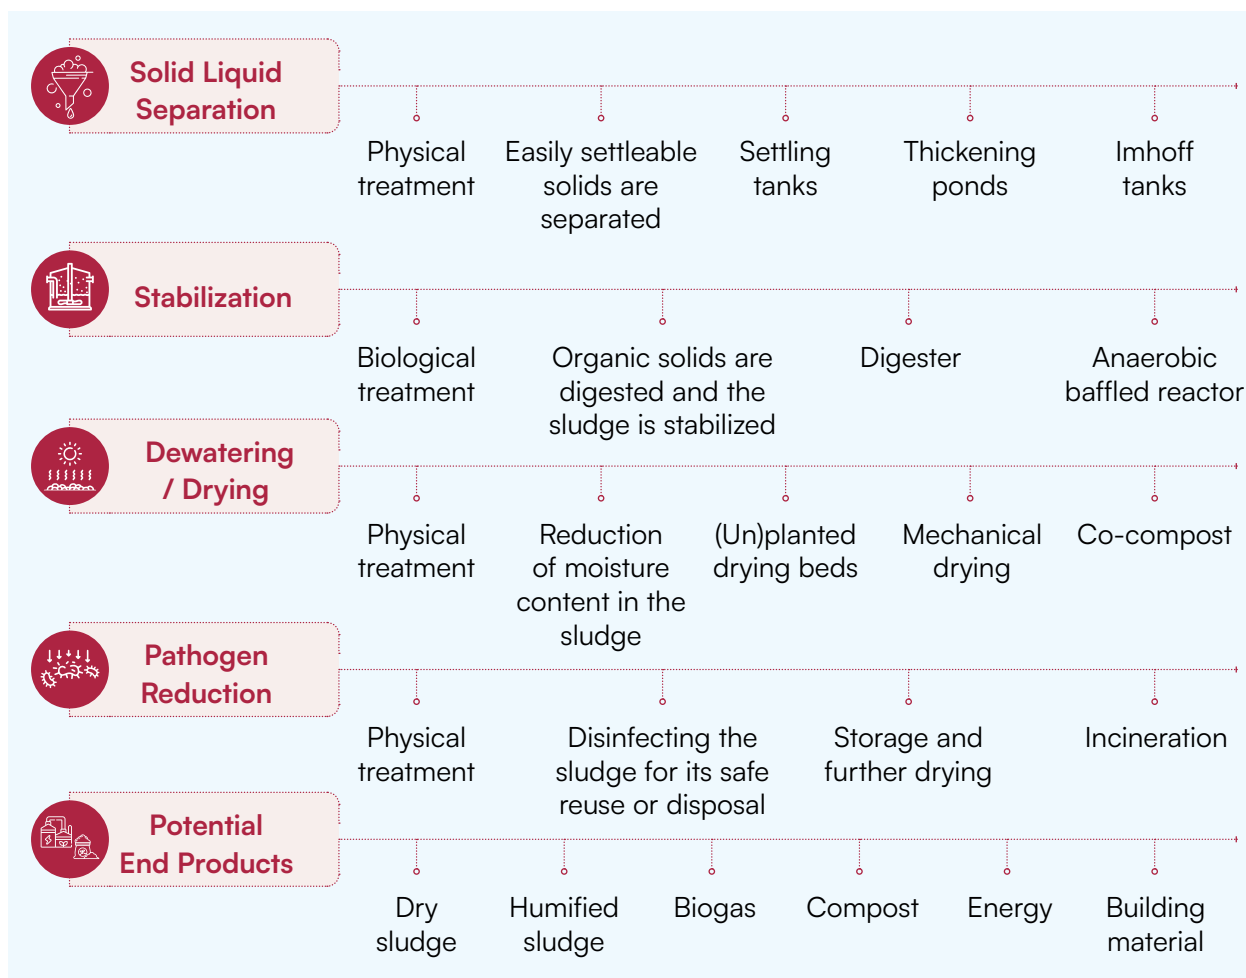 Solid Liquid
Separation
Physical
treatment
Easily settleable
solids are
separated
Settling
tanks
Thickening
ponds
Imhoff
tanks
Stabilization
Biological
treatment
Organic solids are
digested and the
sludge is stabilized
Digester
Anaerobic
baffled reactor
Dewatering
/ Drying
Physical
treatment
Reduction
of moisture
content in the
sludge
(Un)planted
drying beds
Mechanical
drying
Co-compost
Pathogen
Reduction
Physical
treatment
Disinfecting the
sludge for its safe
reuse or disposal
Storage and
further drying
Incineration
Potential
End Products
Dry
sludge
Humified
sludge
Biogas
Compost
Energy
Building
material